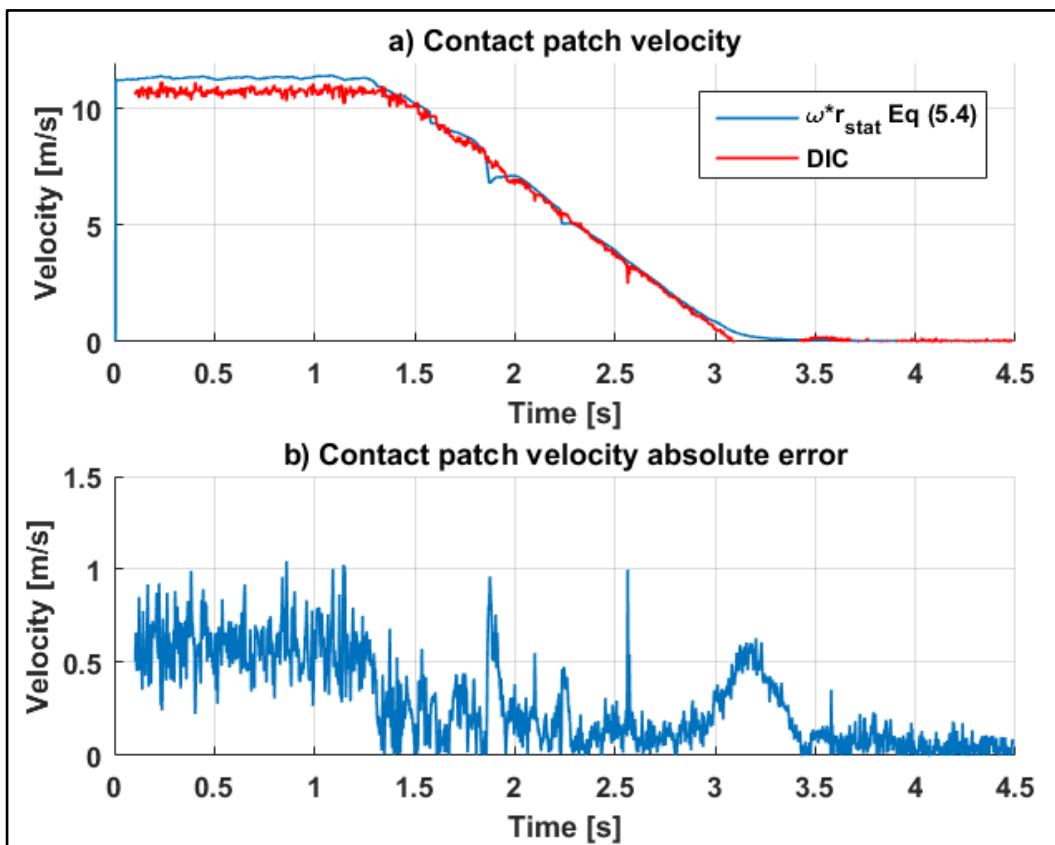 a) Contact patch velocity
Velocity [m/s]
10
5
0
ω*r_stat Eq (5.4)
DIC
0 0.5 1 1.5 2 2.5 3 3.5 4 4.5
Time [s]
b) Contact patch velocity absolute error
Velocity [m/s]
1.5
1
0.5
0
0 0.5 1 1.5 2 2.5 3 3.5 4 4.5
Time [s]